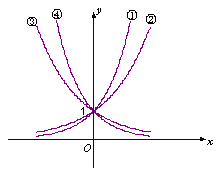 ③ ④ y ① ②
1
O x